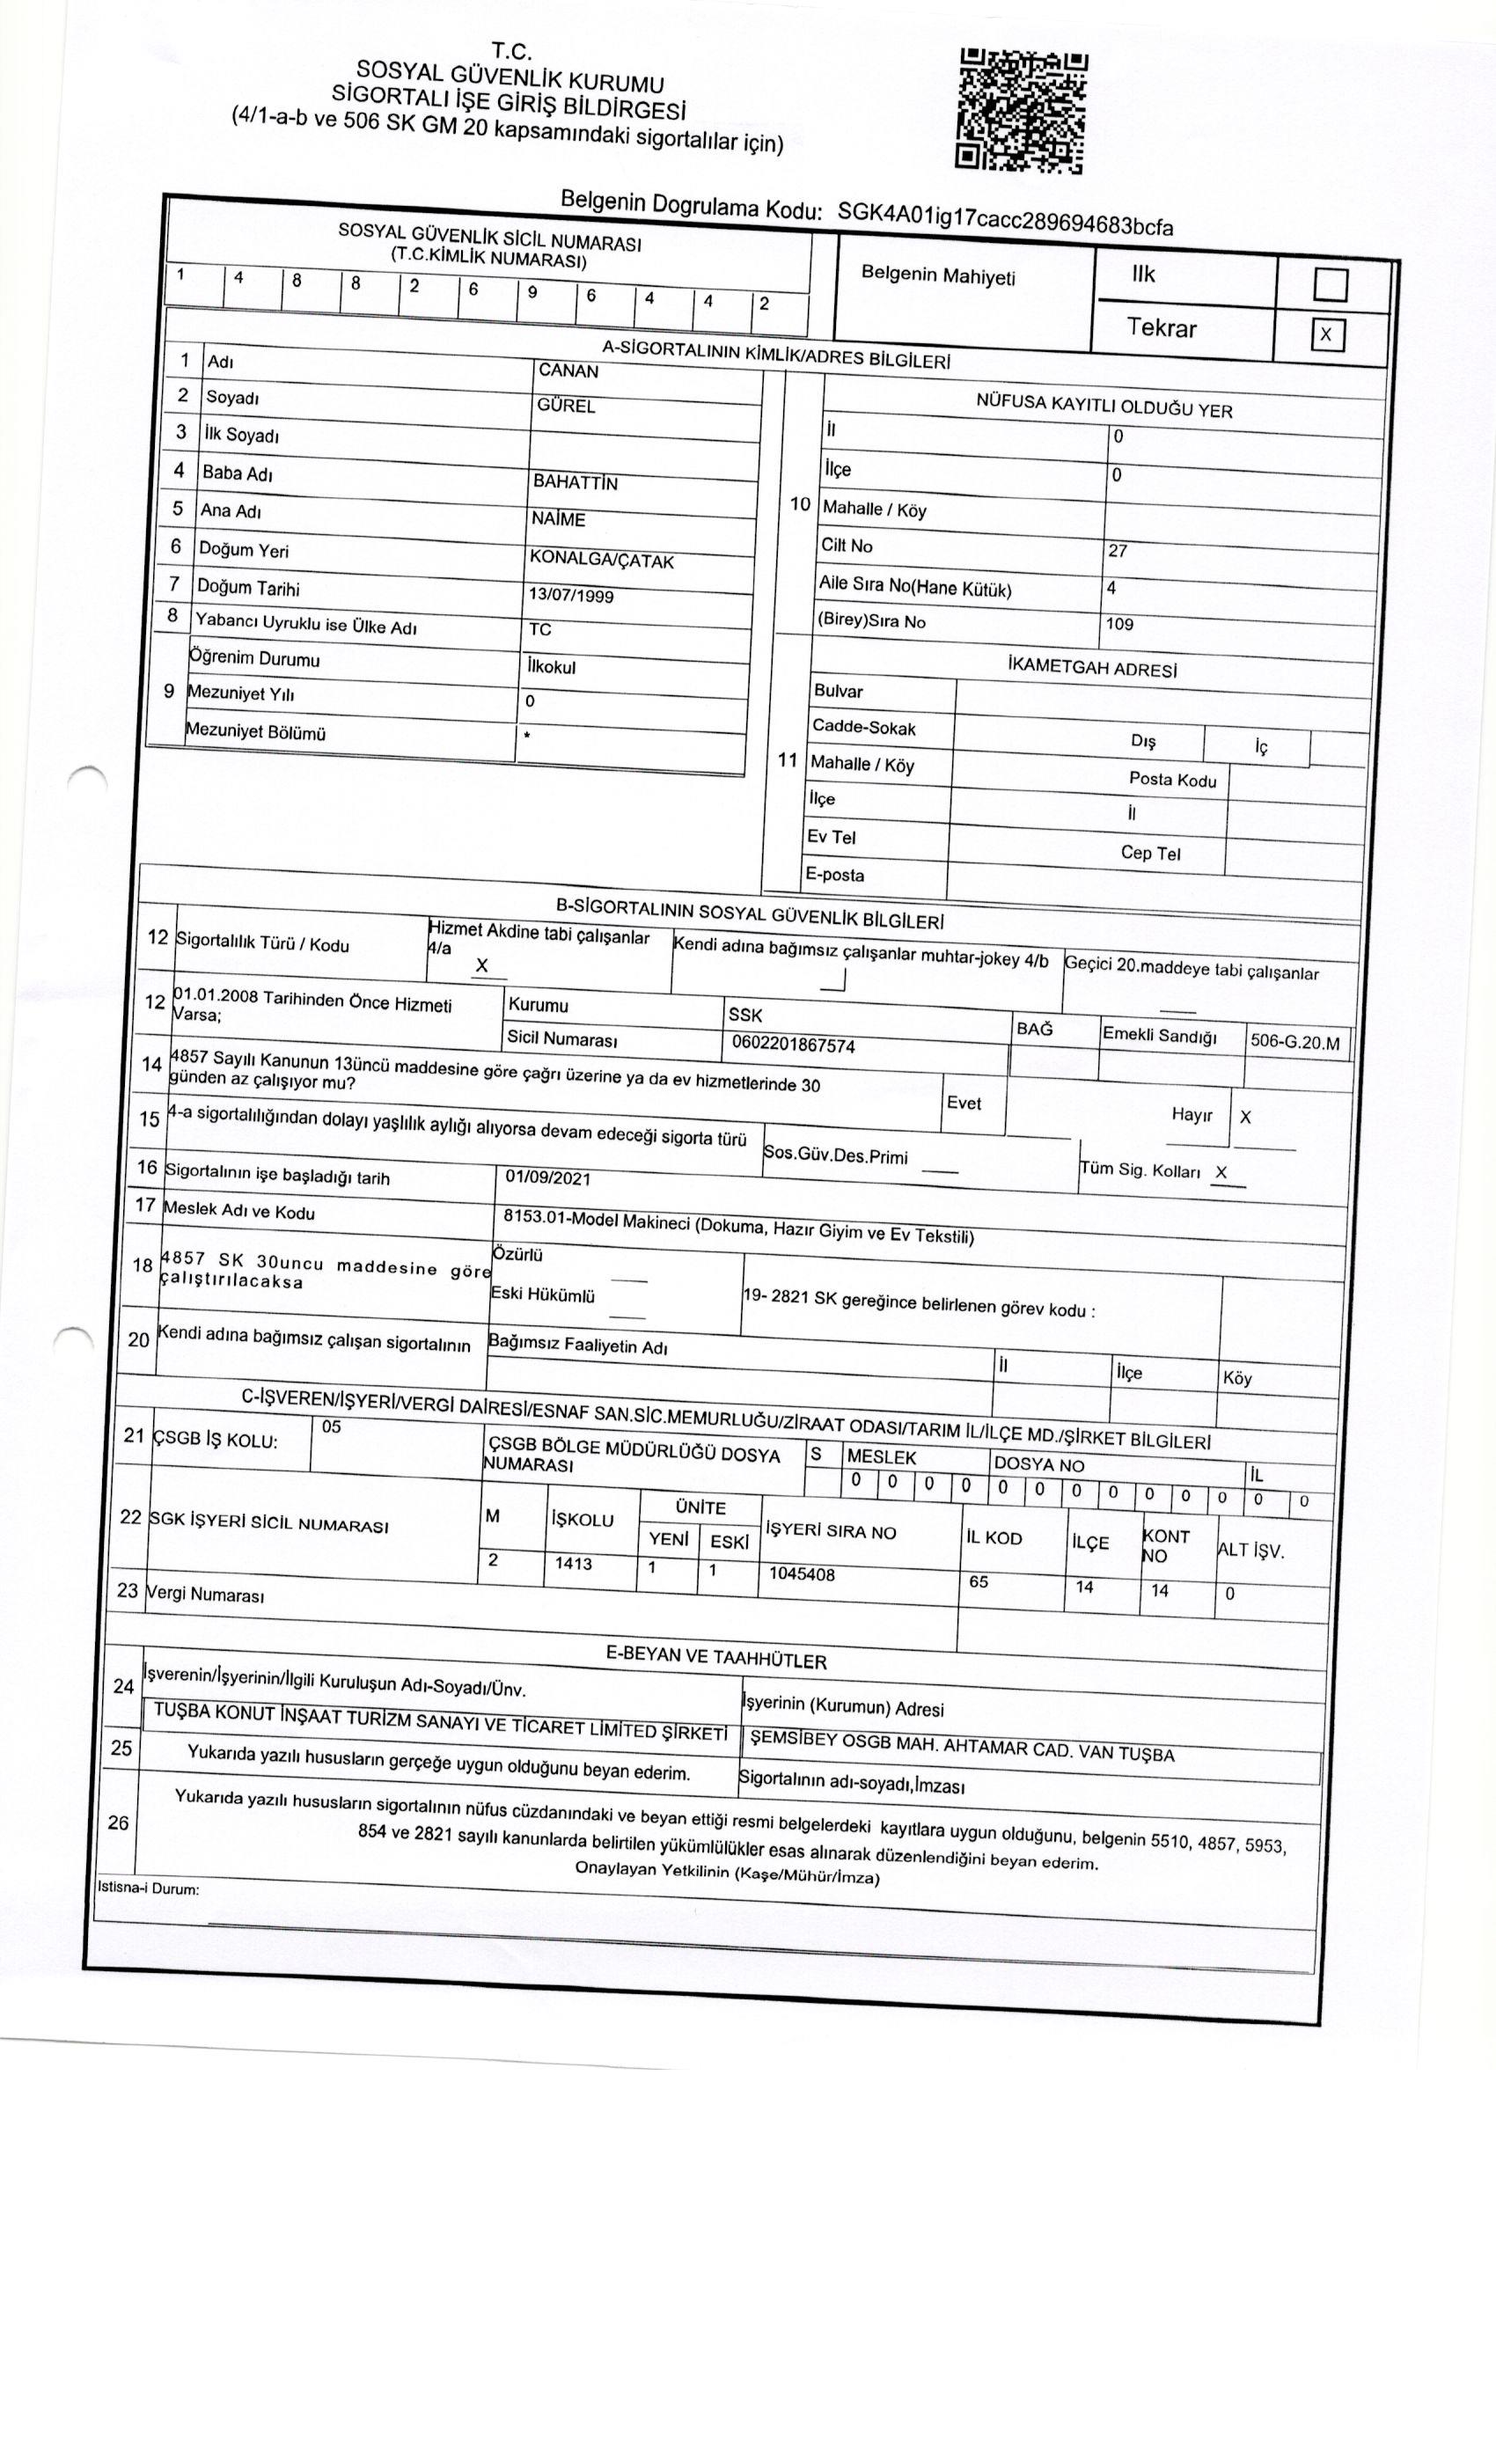 T.C.
SOSYAL GÜVENLİK KURUMU
SİGORTALI İŞE GİRİŞ BİLDİRGESİ
(4/1-a-b ve 506 SK GM 20 kapsamındaki sigortalılar için)
Belgenin Dogrulama Kodu: SGK4A01ig17cacc289694683bcfa
SOSYAL GÜVENLİK SİCİL NUMARASI
(T.C.KİMLİK NUMARASI)
1 4 8 8 2 6 9 6 4 4 2
Belgenin Mahiyeti
Ilk
Tekrar X
A-SİGORTALININ KİMLİK/ADRES BİLGİLERİ
1 Adı CANAN
2 Soyadı GÜREL
3 İlk Soyadı
4 Baba Adı BAHATTİN
5 Ana Adı NAİME
6 Doğum Yeri KONALGA/ÇATAK
7 Doğum Tarihi 13/07/1999
8 Yabancı Uyruklu ise Ülke Adı TC
9
Öğrenim Durumu İlkokul
Mezuniyet Yılı 0
Mezuniyet Bölümü *
10
NÜFUSA KAYITLI OLDUĞU YER
İl 0
İlçe 0
Mahalle / Köy
Cilt No 27
Aile Sıra No(Hane Kütük) 4
(Birey)Sıra No 109
11
İKAMETGAH ADRESİ
Bulvar
Cadde-Sokak Dış İç
Mahalle / Köy Posta Kodu
İlçe İl
Ev Tel Cep Tel
E-posta
B-SİGORTALININ SOSYAL GÜVENLİK BİLGİLERİ
12 Sigortalılık Türü / Kodu
Hizmet Akdine tabi çalışanlar
4/a X
Kendi adına bağımsız çalışanlar muhtar-jokey 4/b
Geçici 20.maddeye tabi çalışanlar
12 01.01.2008 Tarihinden Önce Hizmeti
Varsa;
Kurumu SSK BAĞ Emekli Sandığı 506-G.20.M
Sicil Numarası 0602201867574
14 4857 Sayılı Kanunun 13üncü maddesine göre çağrı üzerine ya da ev hizmetlerinde 30
günden az çalışıyor mu?
Evet Hayır X
15 4-a sigortalılığından dolayı yaşlılık aylığı alıyorsa devam edeceği sigorta türü Sos.Güv.Des.Primi Tüm Sig. Kolları X
16 Sigortalının işe başladığı tarih 01/09/2021
17 Meslek Adı ve Kodu 8153.01-Model Makineci (Dokuma, Hazır Giyim ve Ev Tekstili)
18 4857 SK 30uncu maddesine göre
çalıştırılacaksa
Özürlü
Eski Hükümlü
19- 2821 SK gereğince belirlenen görev kodu :
20 Kendi adına bağımsız çalışan sigortalının Bağımsız Faaliyetin Adı İl İlçe Köy
C-İŞVEREN/İŞYERİ/VERGİ DAİRESİ/ESNAF SAN.SİC.MEMURLUĞU/ZİRAAT ODASI/TARIM İL/İLÇE MD./ŞİRKET BİLGİLERİ
21 ÇSGB İŞ KOLU: 05
ÇSGB BÖLGE MÜDÜRLÜĞÜ DOSYA
NUMARASI
S MESLEK DOSYA NO İL
0 0 0 0 0 0 0 0 0 0 0 0 0
22 SGK İŞYERİ SİCİL NUMARASI
M İŞKOLU ÜNİTE İŞYERİ SIRA NO İL KOD İLÇE KONT
NO ALT İŞV.
YENİ ESKİ
2 1413 1 1 1045408 65 14 14 0
23 Vergi Numarası
E-BEYAN VE TAAHHÜTLER
24 İşverenin/İşyerinin/İlgili Kuruluşun Adı-Soyadı/Ünv. İşyerinin (Kurumun) Adresi
TUŞBA KONUT İNŞAAT TURİZM SANAYI VE TİCARET LİMİTED ŞİRKETİ ŞEMSİBEY OSGB MAH. AHTAMAR CAD. VAN TUŞBA
25 Yukarıda yazılı hususların gerçeğe uygun olduğunu beyan ederim. Sigortalının adı-soyadı,İmzası
26 Yukarıda yazılı hususların sigortalının nüfus cüzdanındaki ve beyan ettiği resmi belgelerdeki kayıtlara uygun olduğunu, belgenin 5510, 4857, 5953,
854 ve 2821 sayılı kanunlarda belirtilen yükümlülükler esas alınarak düzenlendiğini beyan ederim.
Onaylayan Yetkilinin (Kaşe/Mühür/İmza)
Istisna-i Durum: